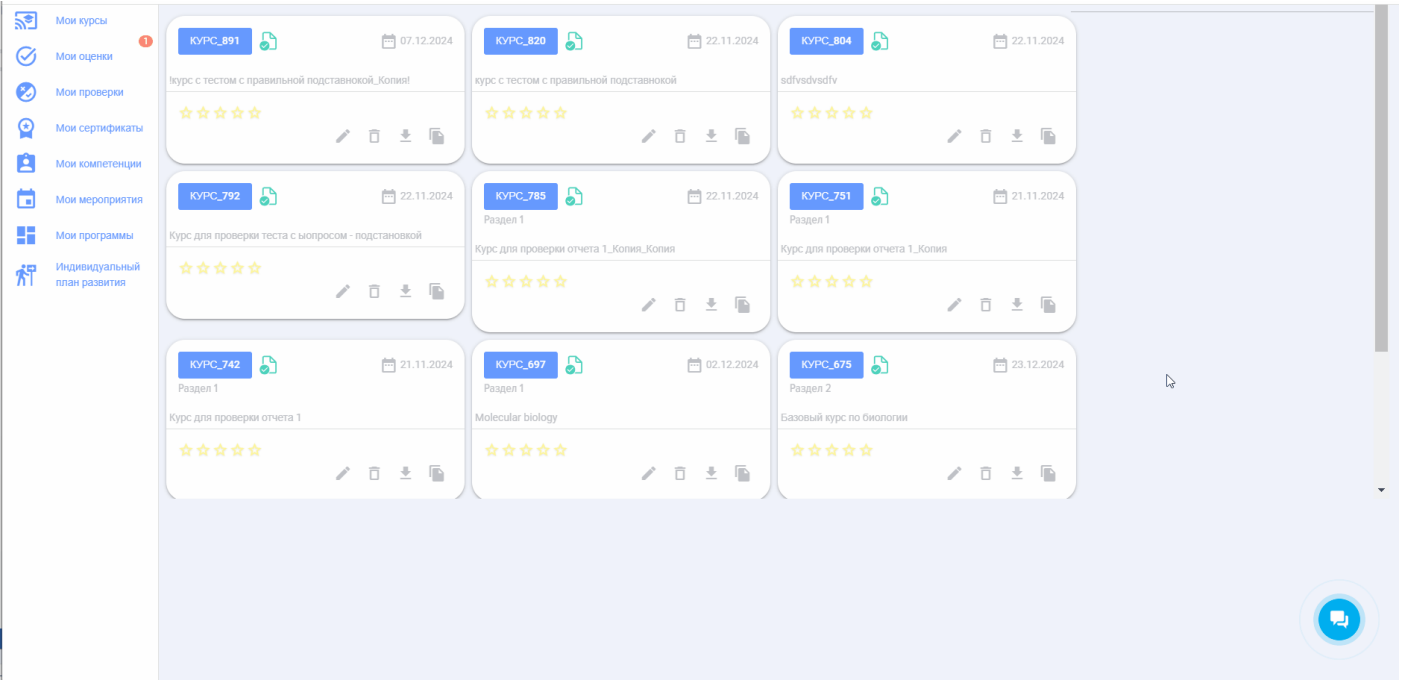 Мои курсы
1
Мои оценки
Мои проверки
Мои сертификаты
Мои компетенции
Мои мероприятия
Мои программы
Индивидуальный
план развития
КУРС_891
07.12.2024
!курс с тестом с правильной подставнокой_Копия!
КУРС_820
22.11.2024
курс с тестом с правильной подставнокой
КУРС_804
22.11.2024
sdfvsdvsdfv
КУРС_792
22.11.2024
Курс для проверки теста с ыопросом - подстановкой
КУРС_785
22.11.2024
Раздел 1
Курс для проверки отчета 1_Копия_Копия
КУРС_751
21.11.2024
Раздел 1
Курс для проверки отчета 1_Копия
КУРС_742
21.11.2024
Раздел 1
Курс для проверки отчета 1
КУРС_697
02.12.2024
Раздел 1
Molecular biology
КУРС_675
23.12.2024
Раздел 2
Базовый курс по биологии